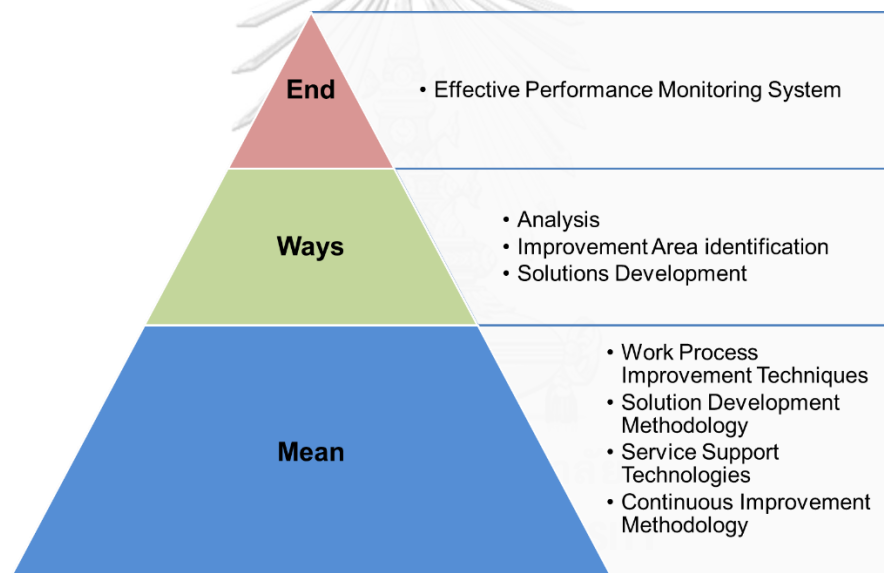 End
• Effective Performance Monitoring System
Ways
• Analysis
• Improvement Area identification
• Solutions Development
Mean
• Work Process
Improvement Techniques
• Solution Development
Methodology
• Service Support
Technologies
• Continuous Improvement
Methodology